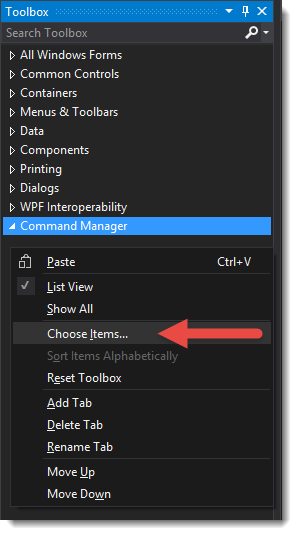 Toolbox
Search Toolbox
All Windows Forms
Common Controls
Containers
Menus & Toolbars
Data
Components
Printing
Dialogs
WPF Interoperability
Command Manager
Paste Ctrl+V
List View
Show All
Choose Items...
Sort Items Alphabetically
Reset Toolbox
Add Tab
Delete Tab
Rename Tab
Move Up
Move Down